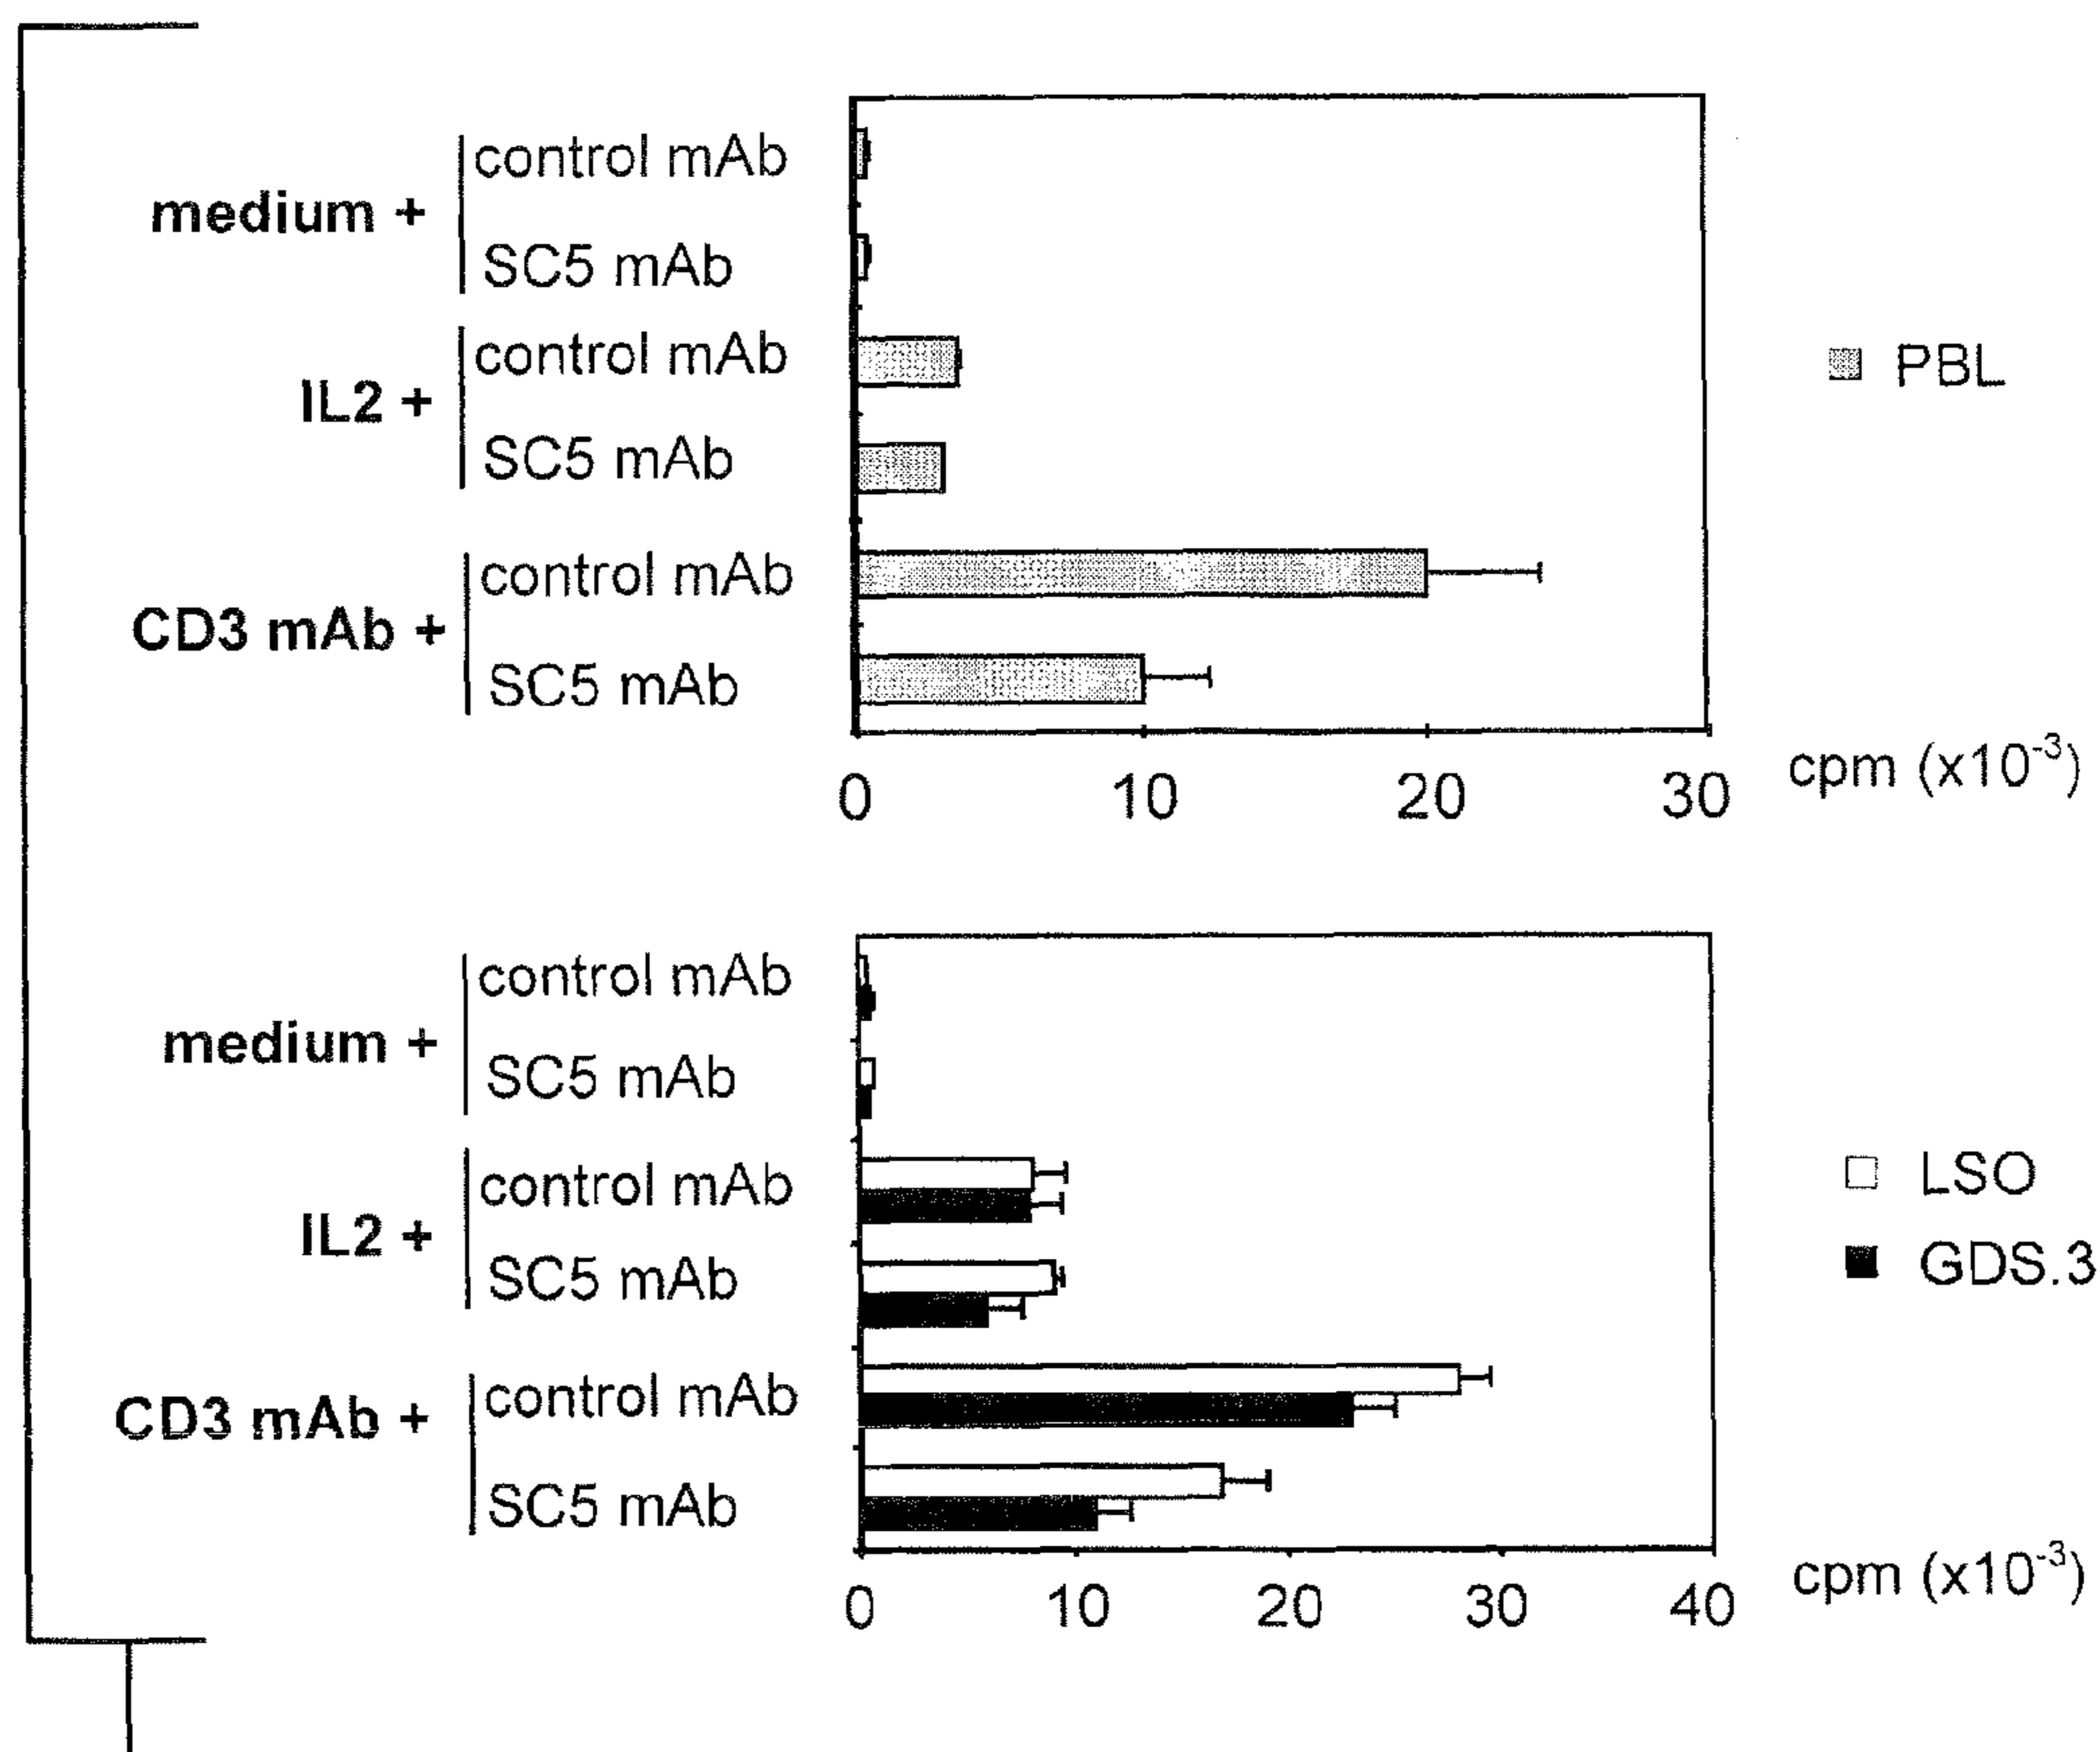 control mAb
medium +
SC5 mAb
control mAb
IL2 +
SC5 mAb
control mAb
CD3 mAb +
SC5 mAb
PBL
0 10 20 30 cpm (x10⁻³)
control mAb
medium +
SC5 mAb
control mAb
IL2 +
SC5 mAb
control mAb
CD3 mAb +
SC5 mAb
LSO
GDS.3
0 10 20 30 40 cpm (x10⁻³)